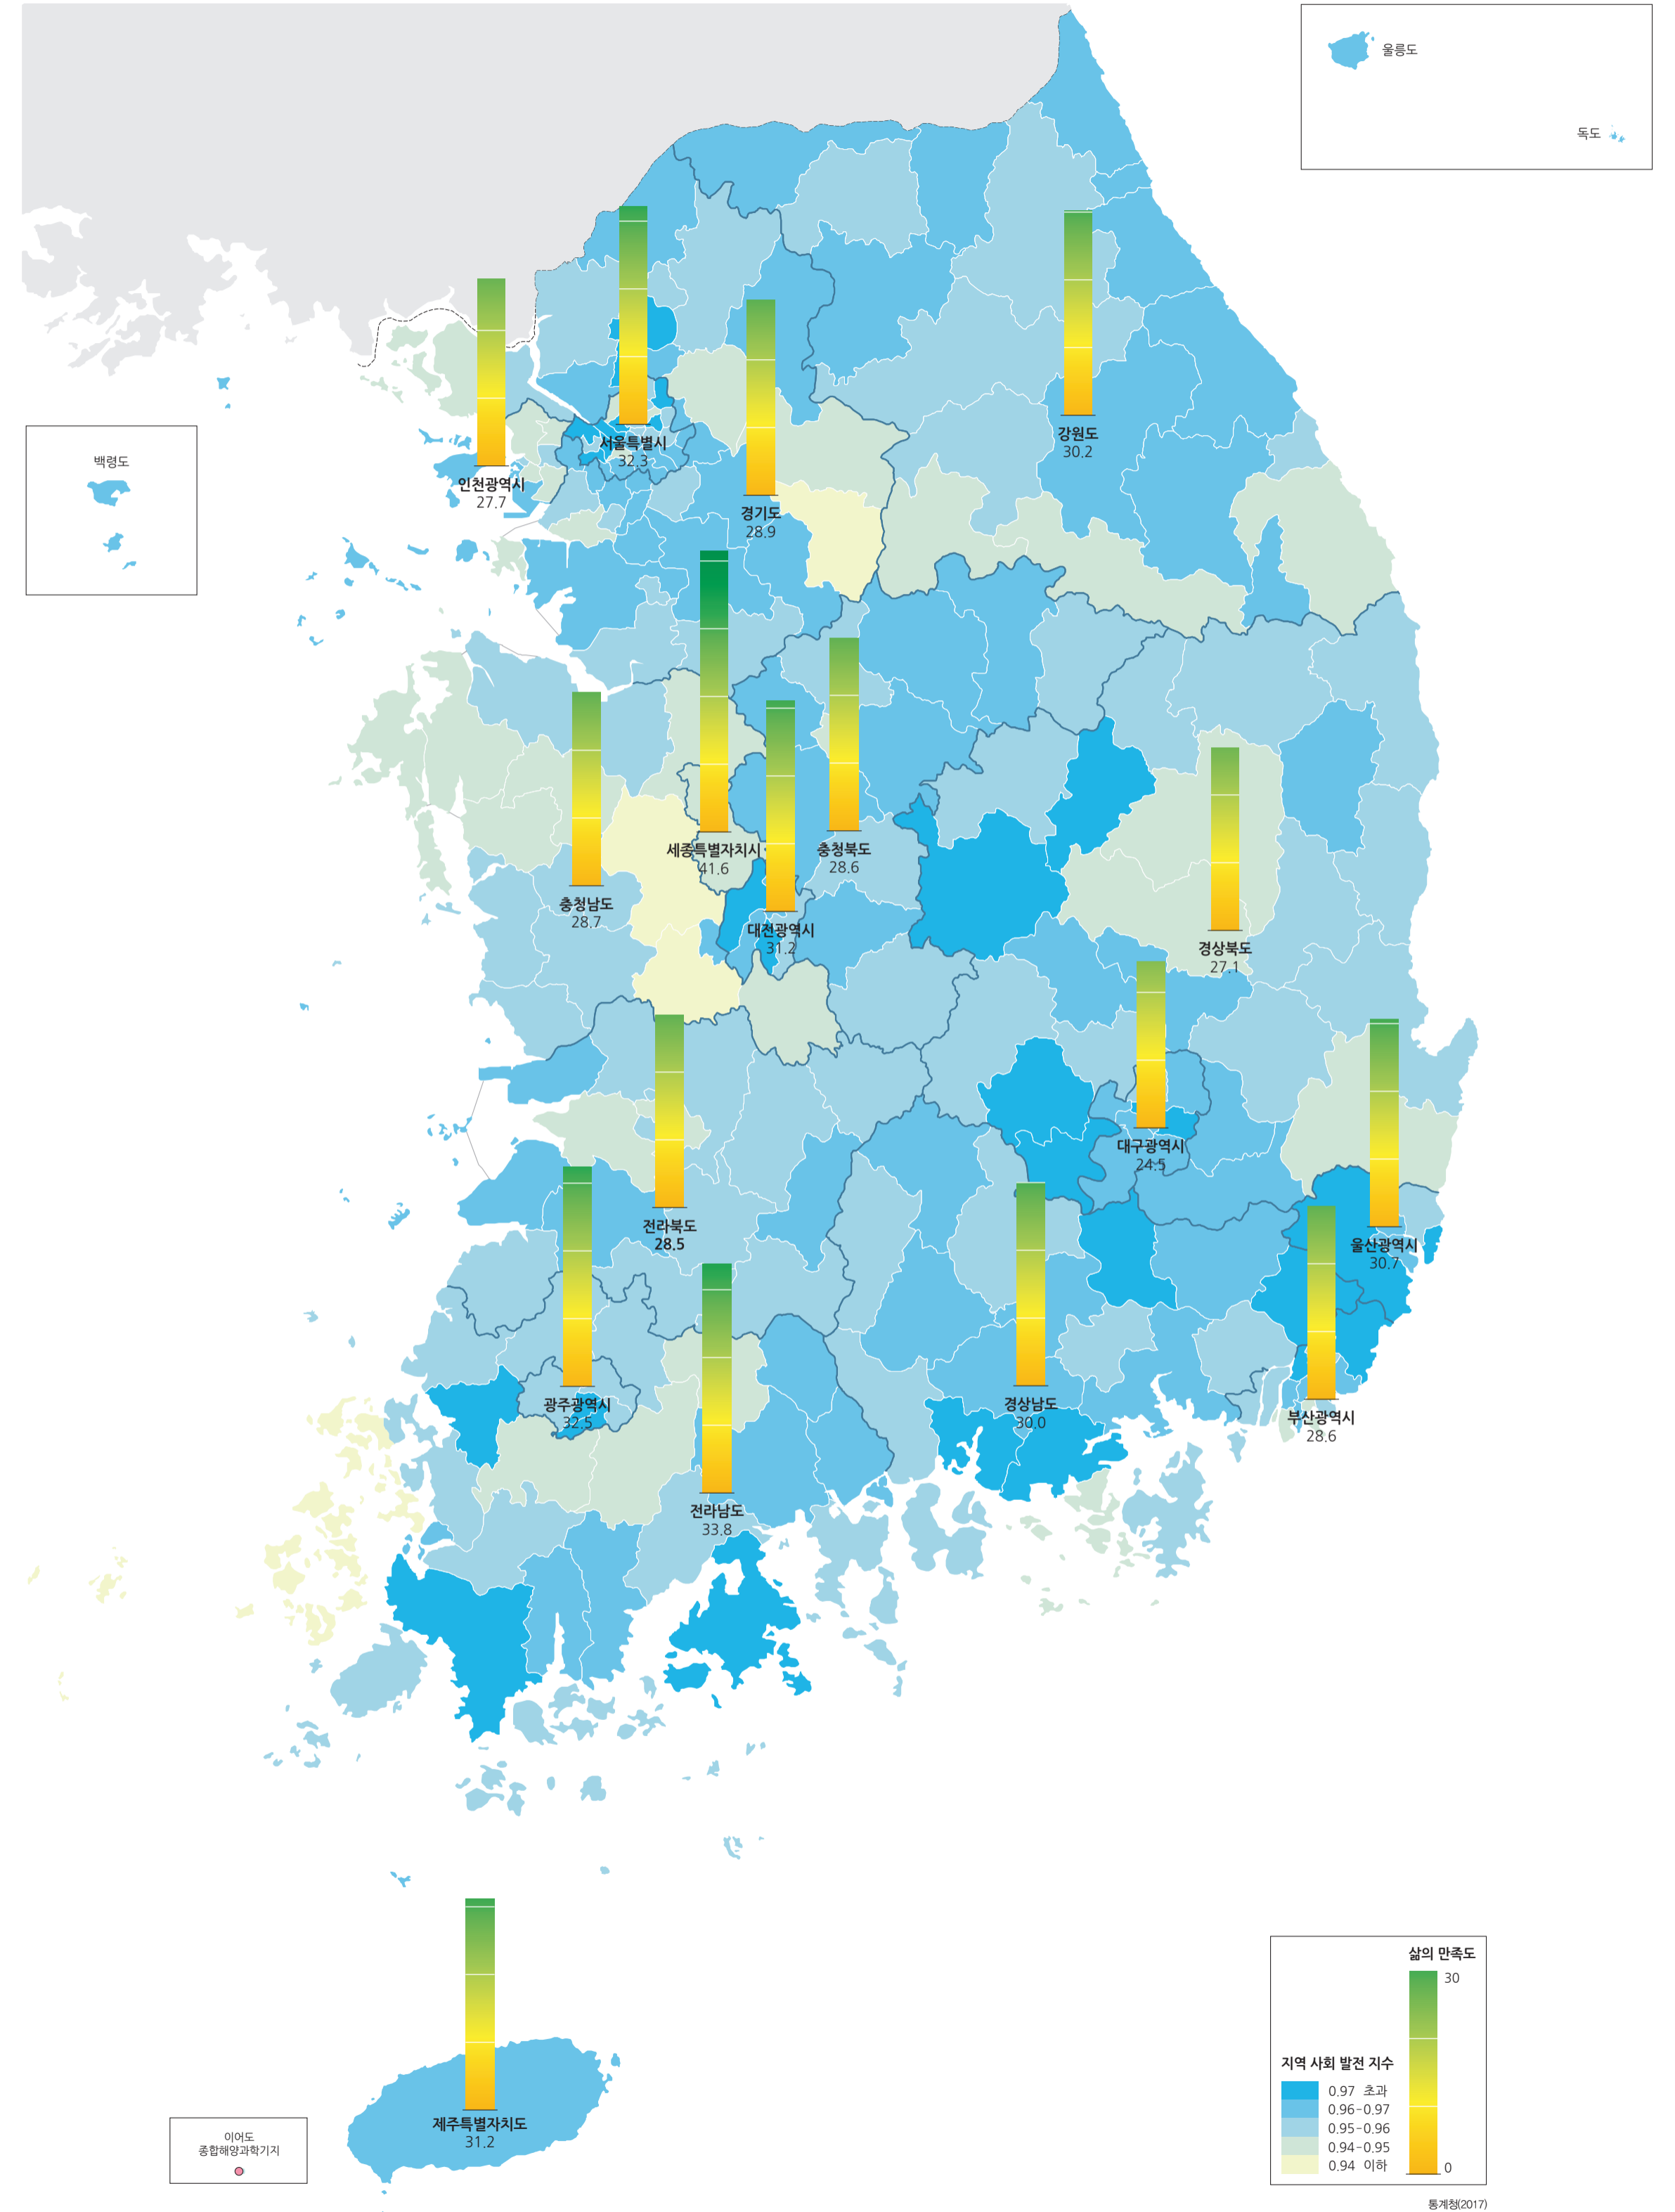 울릉도
독도
백령도
서울특별시
32.3
강원도
30.2
인천광역시
27.7
경기도
28.9
세종특별자치시
41.6
충청북도
28.6
충청남도
28.7
대전광역시
31.2
경상북도
27.1
대구광역시
24.5
전라북도
28.5
울산광역시
30.7
광주광역시
32.5
경상남도
30.0
부산광역시
28.6
전라남도
33.8
제주특별자치도
31.2
이어도
종합해양과학기지
삶의 만족도
30
0
지역 사회 발전 지수
0.97 초과
0.96-0.97
0.95-0.96
0.94-0.95
0.94 이하
통계청(2017)